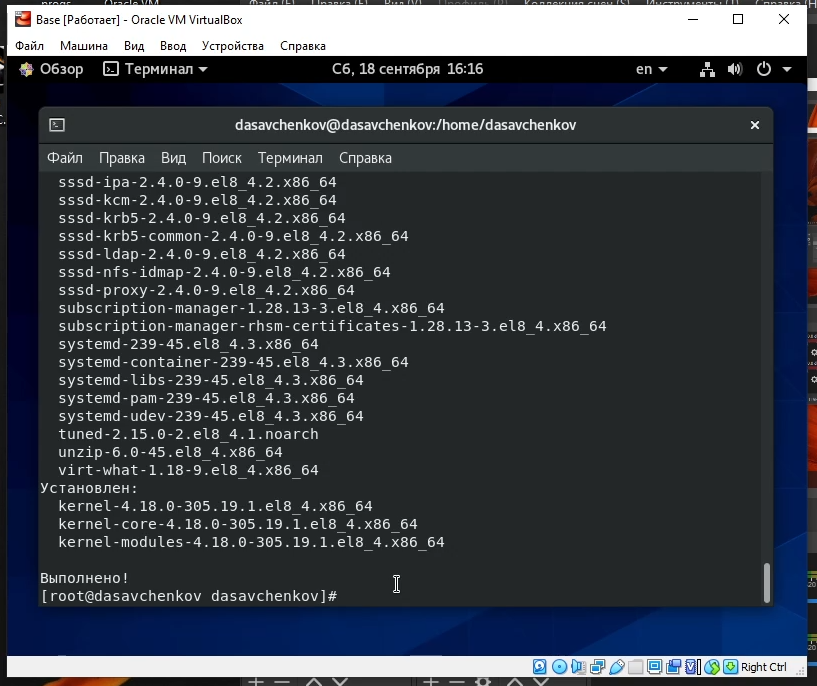 Base [Работает] - Oracle VM VirtualBox
Файл Машина Вид Ввод Устройства Справка
Обзор Терминал Сб, 18 сентября 16:16 en
dasavchenkov@dasavchenkov:/home/dasavchenkov
Файл Правка Вид Поиск Терминал Справка
sssd-ipa-2.4.0-9.el8_4.2.x86_64
sssd-kcm-2.4.0-9.el8_4.2.x86_64
sssd-krb5-2.4.0-9.el8_4.2.x86_64
sssd-krb5-common-2.4.0-9.el8_4.2.x86_64
sssd-ldap-2.4.0-9.el8_4.2.x86_64
sssd-nfs-idmap-2.4.0-9.el8_4.2.x86_64
sssd-proxy-2.4.0-9.el8_4.2.x86_64
subscription-manager-1.28.13-3.el8_4.x86_64
subscription-manager-rhsm-certificates-1.28.13-3.el8_4.x86_64
systemd-239-45.el8_4.3.x86_64
systemd-container-239-45.el8_4.3.x86_64
systemd-libs-239-45.el8_4.3.x86_64
systemd-pam-239-45.el8_4.3.x86_64
systemd-udev-239-45.el8_4.3.x86_64
tuned-2.15.0-2.el8_4.1.noarch
unzip-6.0-45.el8_4.x86_64
virt-what-1.18-9.el8_4.x86_64
Установлен:
kernel-4.18.0-305.19.1.el8_4.x86_64
kernel-core-4.18.0-305.19.1.el8_4.x86_64
kernel-modules-4.18.0-305.19.1.el8_4.x86_64
Выполнено!
[root@dasavchenkov dasavchenkov]#
Right Ctrl